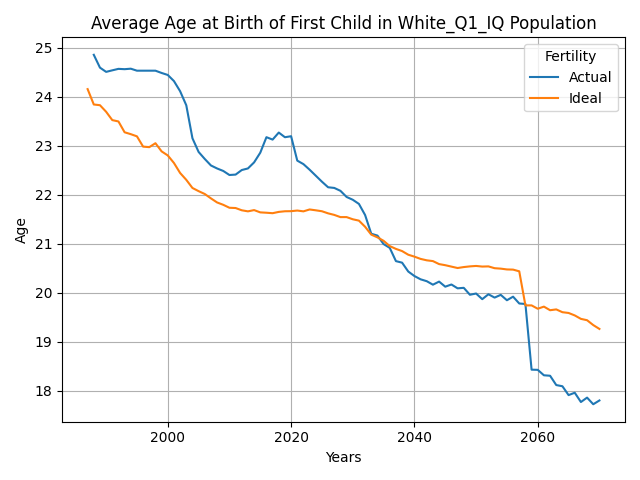 Average Age at Birth of First Child in White_Q1_IQ Population
Fertility
Actual
Ideal
Age
25
24
23
22
21
20
19
18
2000
2020
2040
2060
Years